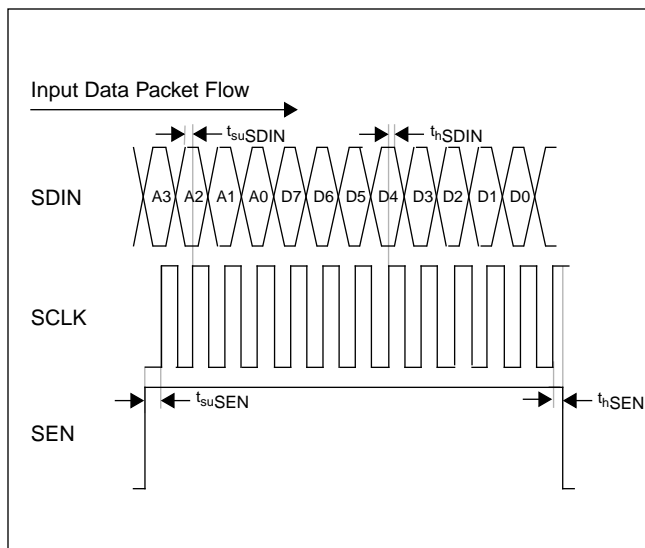 Input Data Packet Flow
tsuSDIN thSDIN
SDIN A3 A2 A1 A0 D7 D6 D5 D4 D3 D2 D1 D0
SCLK
tsuSEN thSEN
SEN